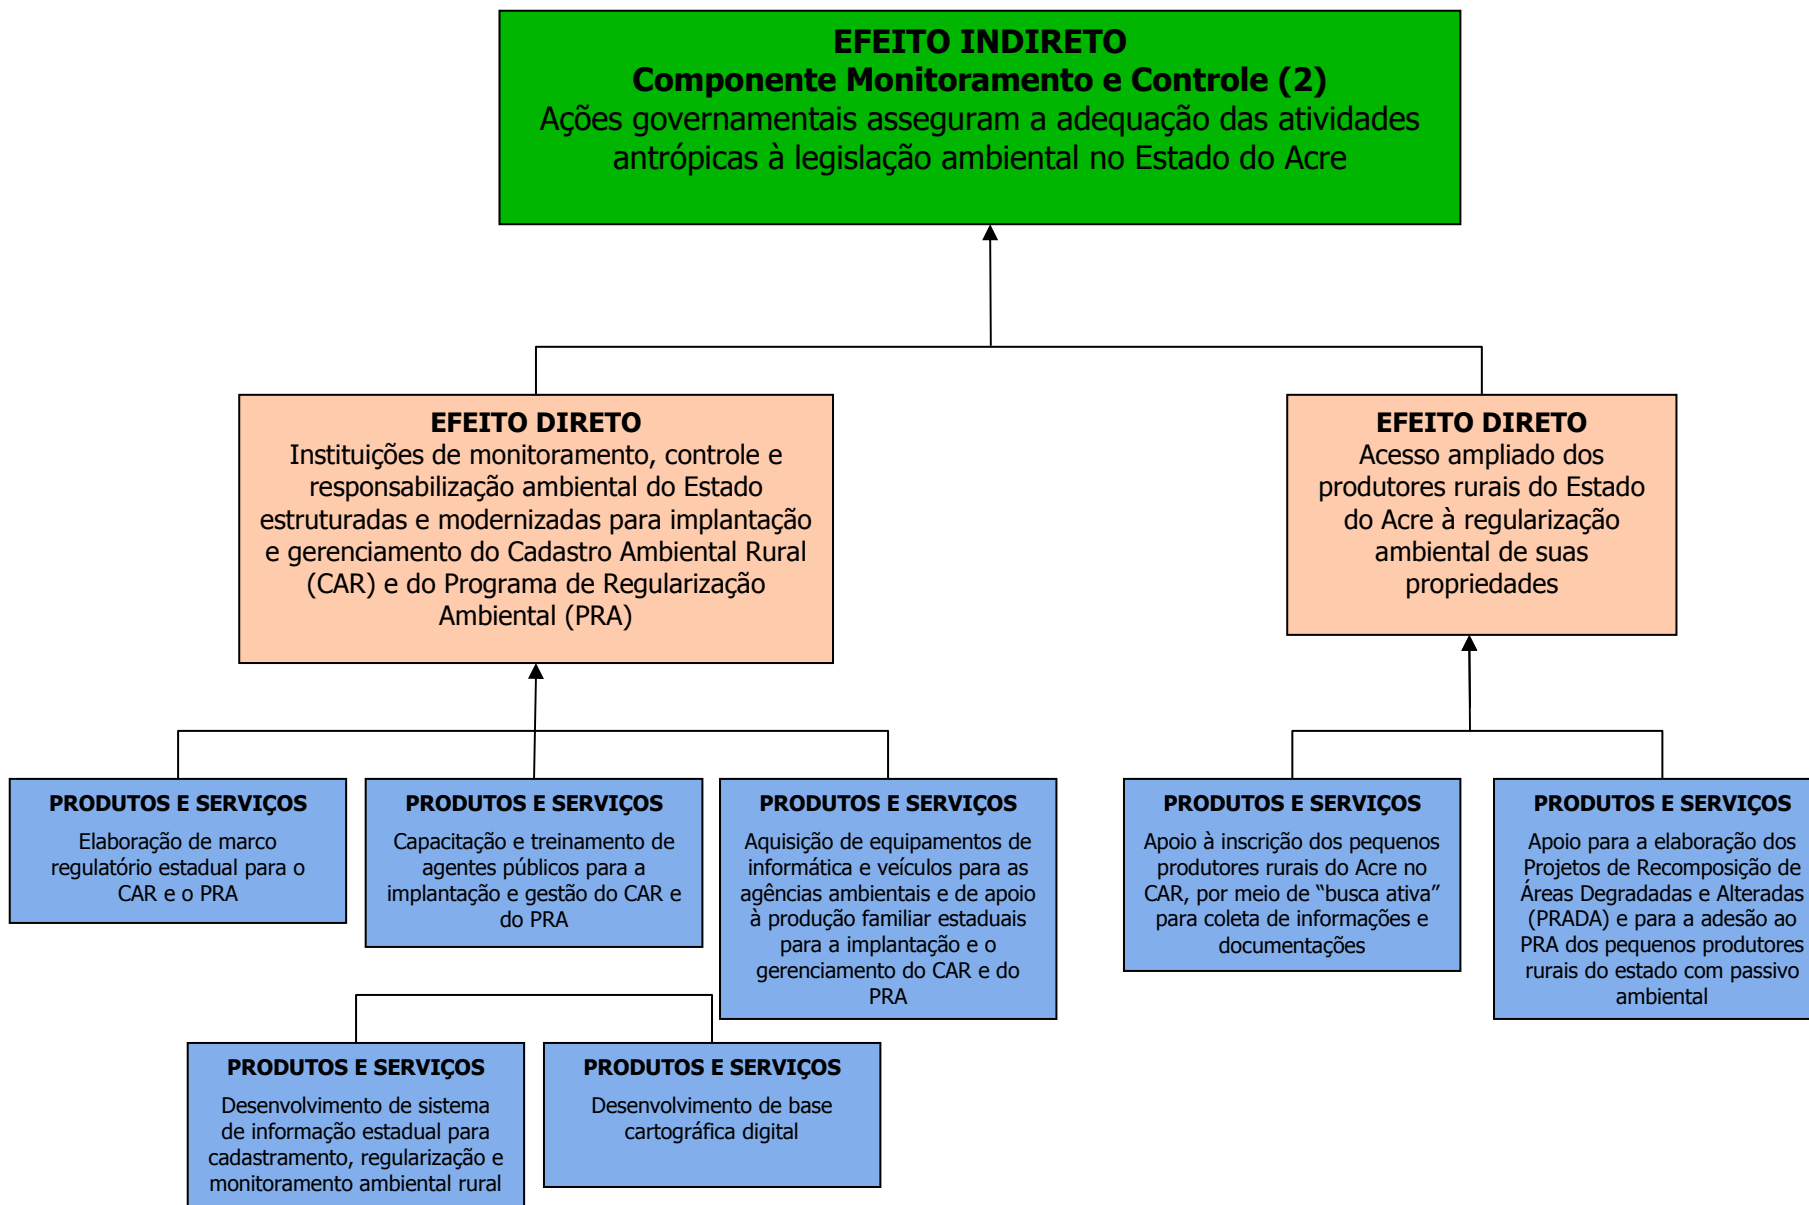 EFEITO INDIRETO
Componente Monitoramento e Controle (2)
Ações governamentais asseguram a adequação das atividades
antrópicas à legislação ambiental no Estado do Acre
EFEITO DIRETO
Instituições de monitoramento, controle e
responsabilização ambiental do Estado
estruturadas e modernizadas para implantação
e gerenciamento do Cadastro Ambiental Rural
(CAR) e do Programa de Regularização
Ambiental (PRA)
EFEITO DIRETO
Acesso ampliado dos
produtores rurais do Estado
do Acre à regularização
ambiental de suas
propriedades
PRODUTOS E SERVIÇOS
Elaboração de marco
regulatório estadual para o
CAR e o PRA
PRODUTOS E SERVIÇOS
Capacitação e treinamento de
agentes públicos para a
implantação e gestão do CAR e
do PRA
PRODUTOS E SERVIÇOS
Aquisição de equipamentos de
informática e veículos para as
agências ambientais e de apoio
à produção familiar estaduais
para a implantação e o
gerenciamento do CAR e do
PRA
PRODUTOS E SERVIÇOS
Apoio à inscrição dos pequenos
produtores rurais do Acre no
CAR, por meio de “busca ativa”
para coleta de informações e
documentações
PRODUTOS E SERVIÇOS
Apoio para a elaboração dos
Projetos de Recomposição de
Áreas Degradadas e Alteradas
(PRADA) e para a adesão ao
PRA dos pequenos produtores
rurais do estado com passivo
ambiental
PRODUTOS E SERVIÇOS
Desenvolvimento de sistema
de informação estadual para
cadastramento, regularização e
monitoramento ambiental rural
PRODUTOS E SERVIÇOS
Desenvolvimento de base
cartográfica digital